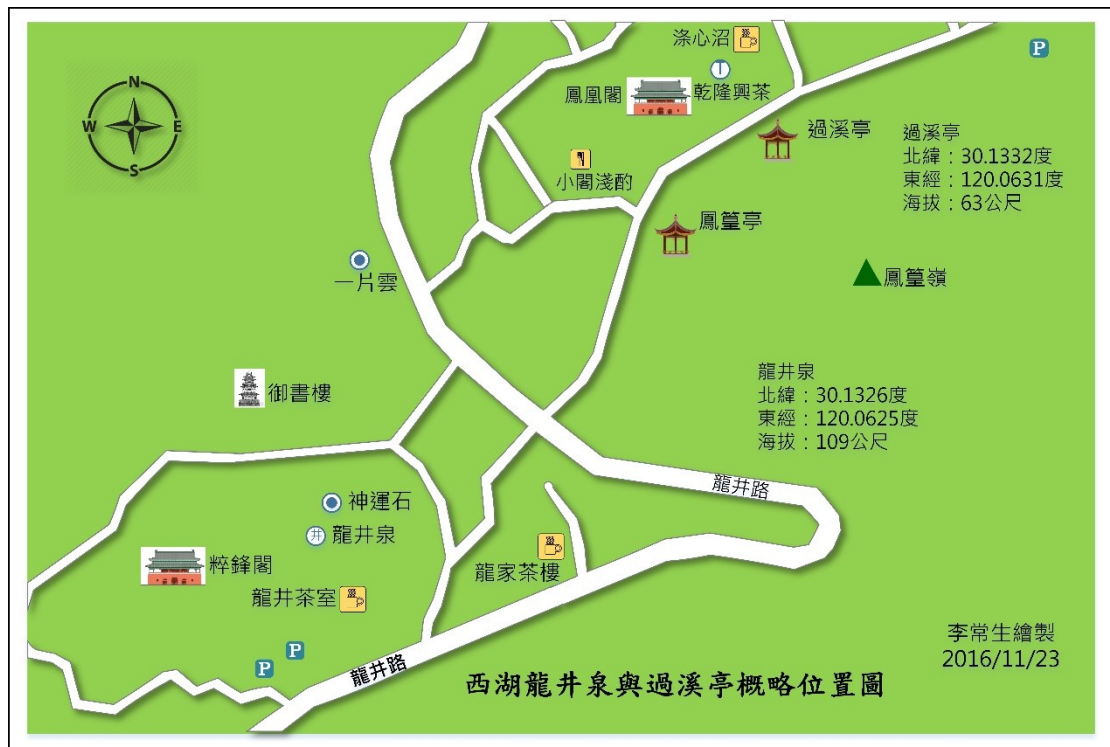 N
W
E
S
涤心沼
P
鳳凰閣
T
乾隆興茶
過溪亭
過溪亭
北緯：30.1332度
東經：120.0631度
海拔：63公尺
小閣淺酌
鳳篁亭
一片雲
鳳篁嶺
御書樓
龍井泉
北緯：30.1326度
東經：120.0625度
海拔：109公尺
龍井路
神運石
井
龍井泉
粹鋒閣
龍家茶樓
龍井茶室
P
P
龍井路
李常生繪製
2016/11/23
西湖龍井泉與過溪亭概略位置圖